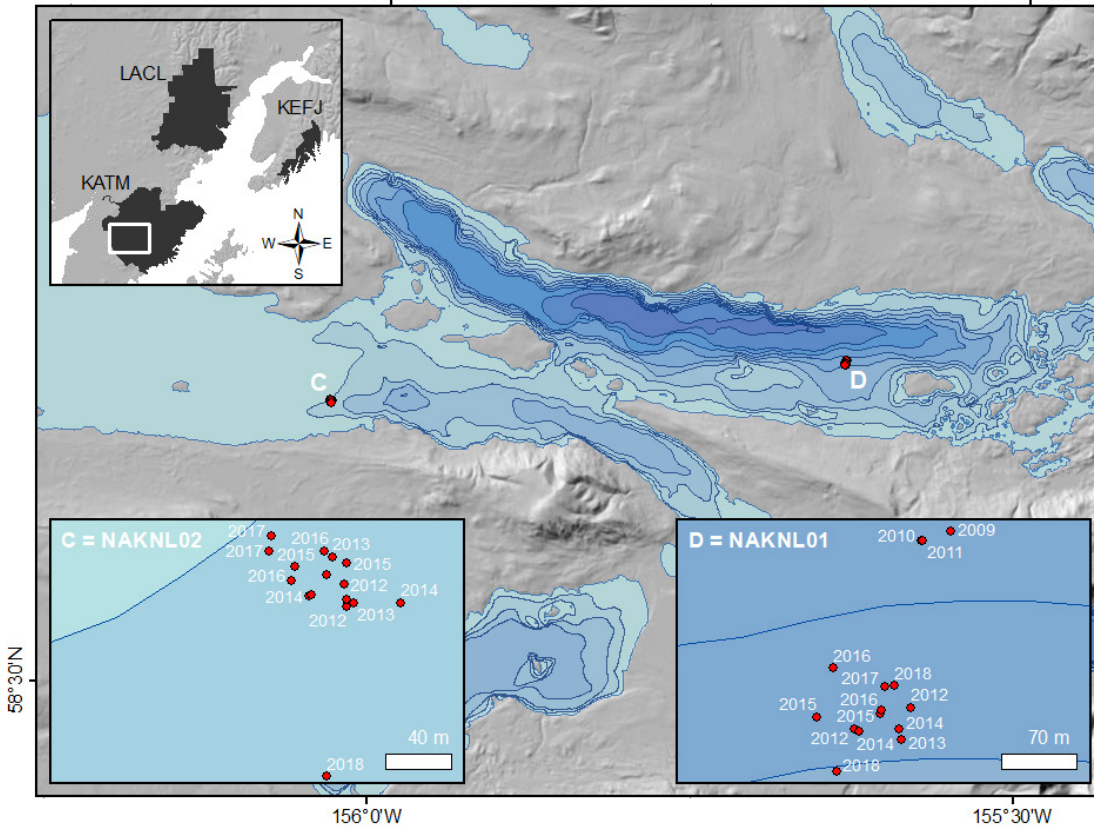 LACL
KEFJ
KATM
N
W E
S
C
D
C = NAKNL02
2017
2016
2013
2017
2015
2015
2016
2012
2014
2014
2012
2013
2018
40 m
D = NAKNL01
2009
2010
2011
2016
2017
2018
2016
2012
2015
2015
2012
2014
2014
2013
2018
70 m
58°30'N
156°0'W
155°30'W